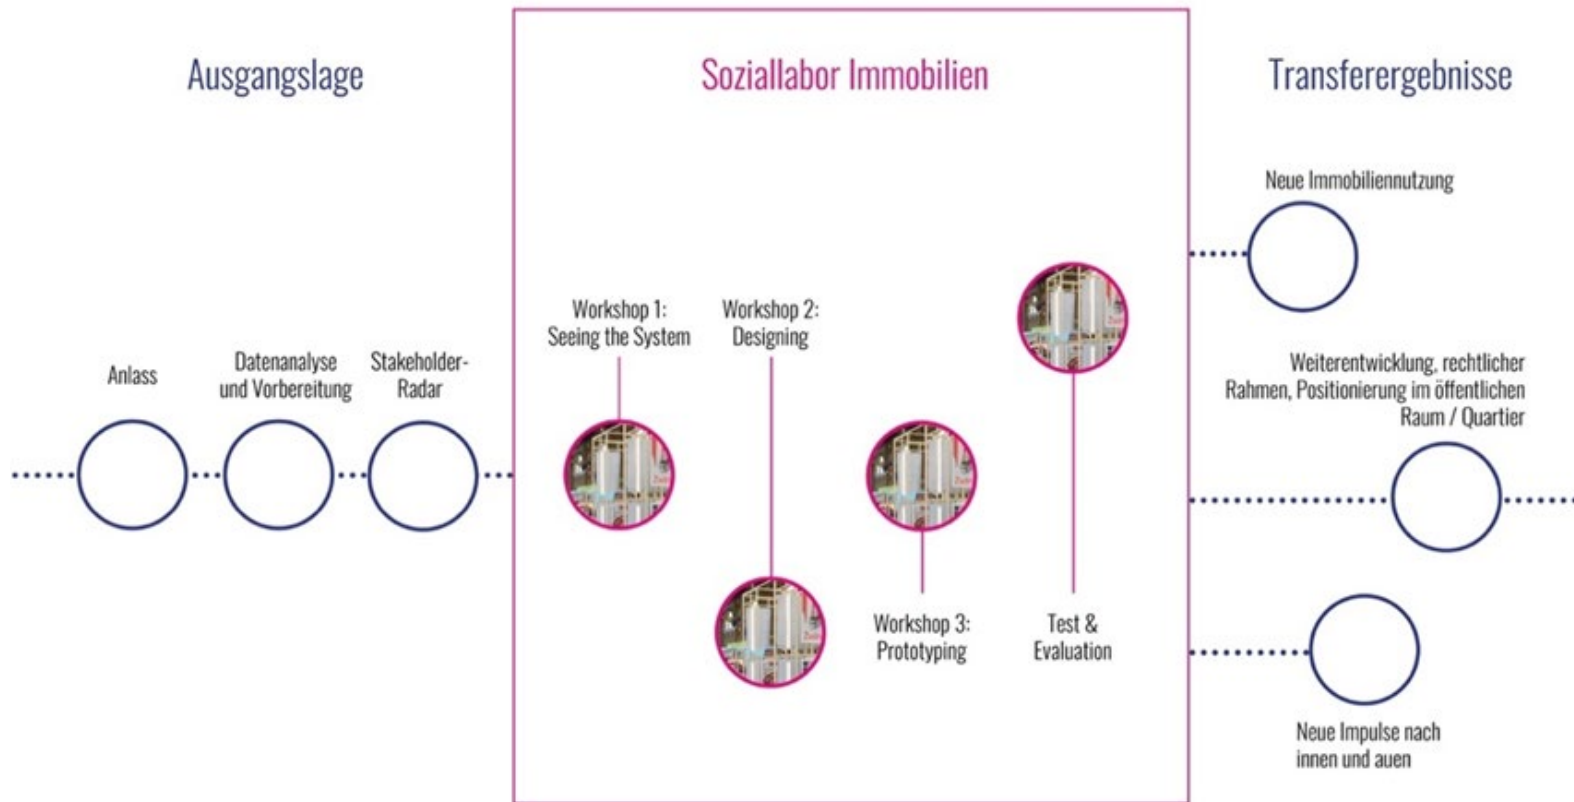 Ausgangslage
Soziallabor Immobilien
Transferergebnisse
Anlass
Datenanalyse
und Vorbereitung
Stakeholder-
Radar
Workshop 1:
Seeing the System
Workshop 2:
Designing
Workshop 3:
Prototyping
Test &
Evaluation
Neue Immobiliennutzung
Weiterentwicklung, rechtlicher
Rahmen, Positionierung im öffentlichen
Raum / Quartier
Neue Impulse nach
innen und auen